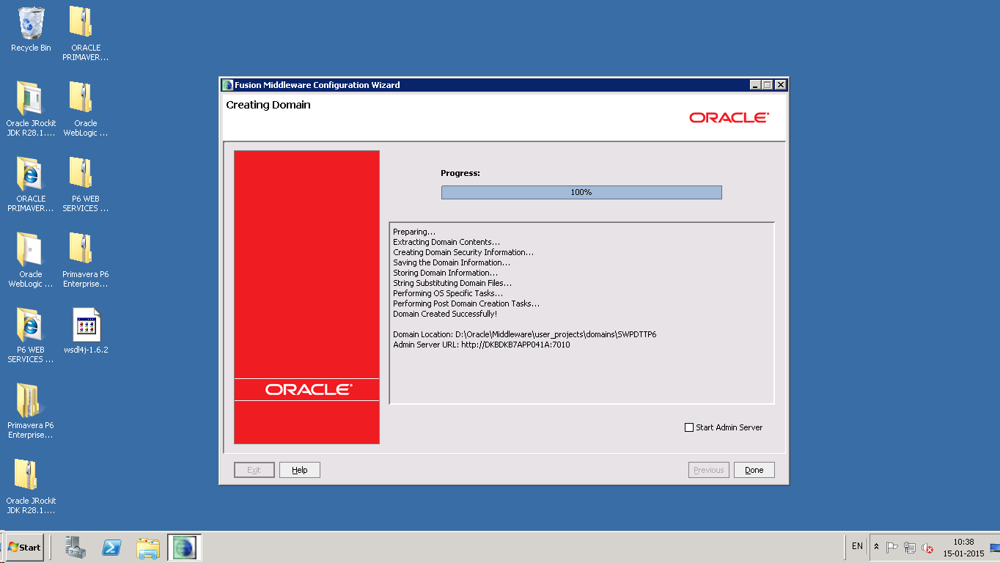 Recycle Bin
ORACLE
PRIMAVER...
Oracle JRockit
JDK R28.1....
Oracle
WebLogic ...
ORACLE
PRIMAVER...
P6 WEB
SERVICES ...
Oracle
WebLogic ...
Primavera P6
Enterprise...
P6 WEB
SERVICES ...
wsdl4j-1.6.2
Primavera P6
Enterprise...
Oracle JRockit
JDK R28.1....
Fusion Middleware Configuration Wizard
Creating Domain
ORACLE
Progress:
100%
Preparing...
Extracting Domain Contents...
Creating Domain Security Information...
Saving the Domain Information...
Storing Domain Information...
String Substituting Domain Files...
Performing OS Specific Tasks...
Performing Post Domain Creation Tasks...
Domain Created Successfully!
Domain Location: D:\Oracle\Middleware\user_projects\domains\SWPDTTP6
Admin Server URL: http://DKBDKB7APP041A:7010
ORACLE
Start Admin Server
Exit
Help
Previous
Done
Start
EN
10:38
15-01-2015